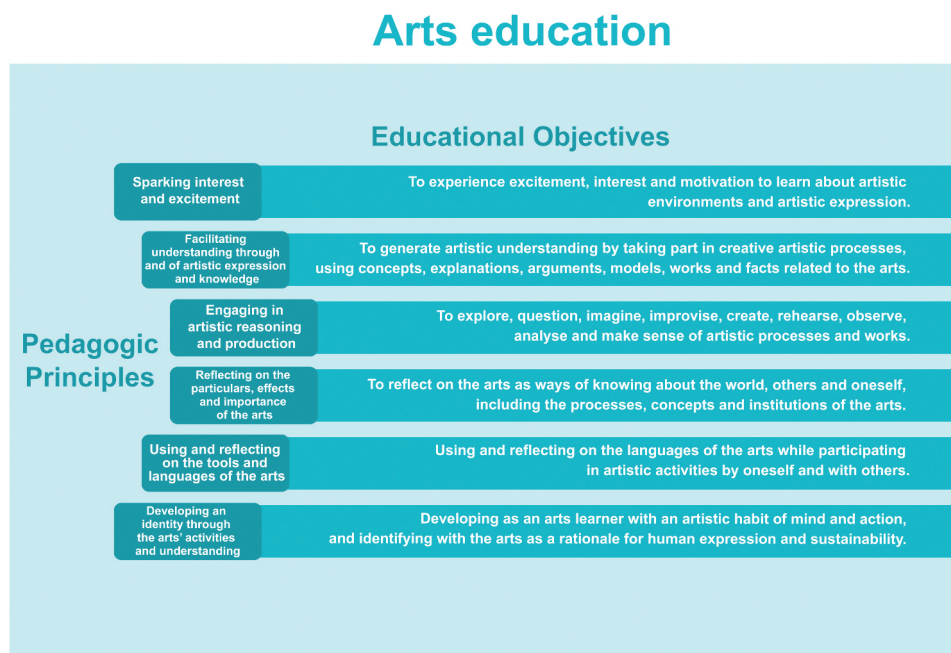 Arts education
Educational Objectives
Pedagogic
Principles
Sparking interest
and excitement
To experience excitement, interest and motivation to learn about artistic
environments and artistic expression.
Facilitating
understanding through
and of artistic expression
and knowledge
To generate artistic understanding by taking part in creative artistic processes,
using concepts, explanations, arguments, models, works and facts related to the arts.
Engaging in
artistic reasoning
and production
To explore, question, imagine, improvise, create, rehearse, observe,
analyse and make sense of artistic processes and works.
Reflecting on the
particulars, effects
and importance
of the arts
To reflect on the arts as ways of knowing about the world, others and oneself,
including the processes, concepts and institutions of the arts.
Using and reflecting
on the tools and
languages of the arts
Using and reflecting on the languages of the arts while participating
in artistic activities by oneself and with others.
Developing an
identity through
the arts' activities
and understanding
Developing as an arts learner with an artistic habit of mind and action,
and identifying with the arts as a rationale for human expression and sustainability.